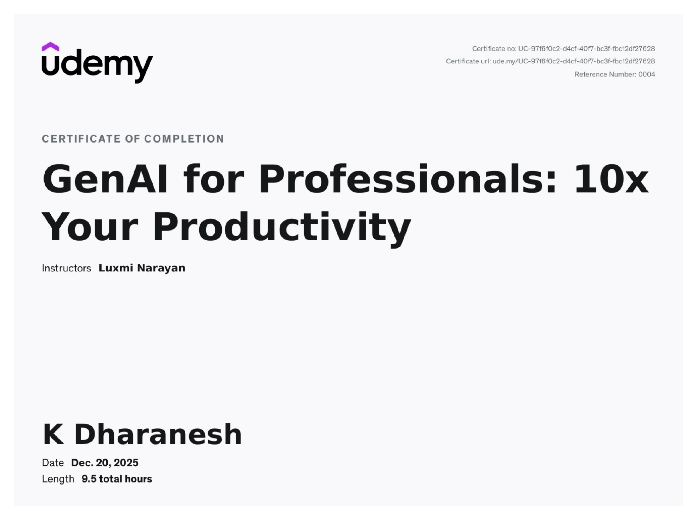 udemy
Certificate no: UC-97f6f0c2-d4cf-40f7-bc3f-fbc12df27628
Certificate url: ude.my/UC-97f6f0c2-d4cf-40f7-bc3f-fbc12df27628
Reference Number: 0004
CERTIFICATE OF COMPLETION
GenAI for Professionals: 10x
Your Productivity
Instructors Luxmi Narayan
K Dharanesh
Date Dec. 20, 2025
Length 9.5 total hours